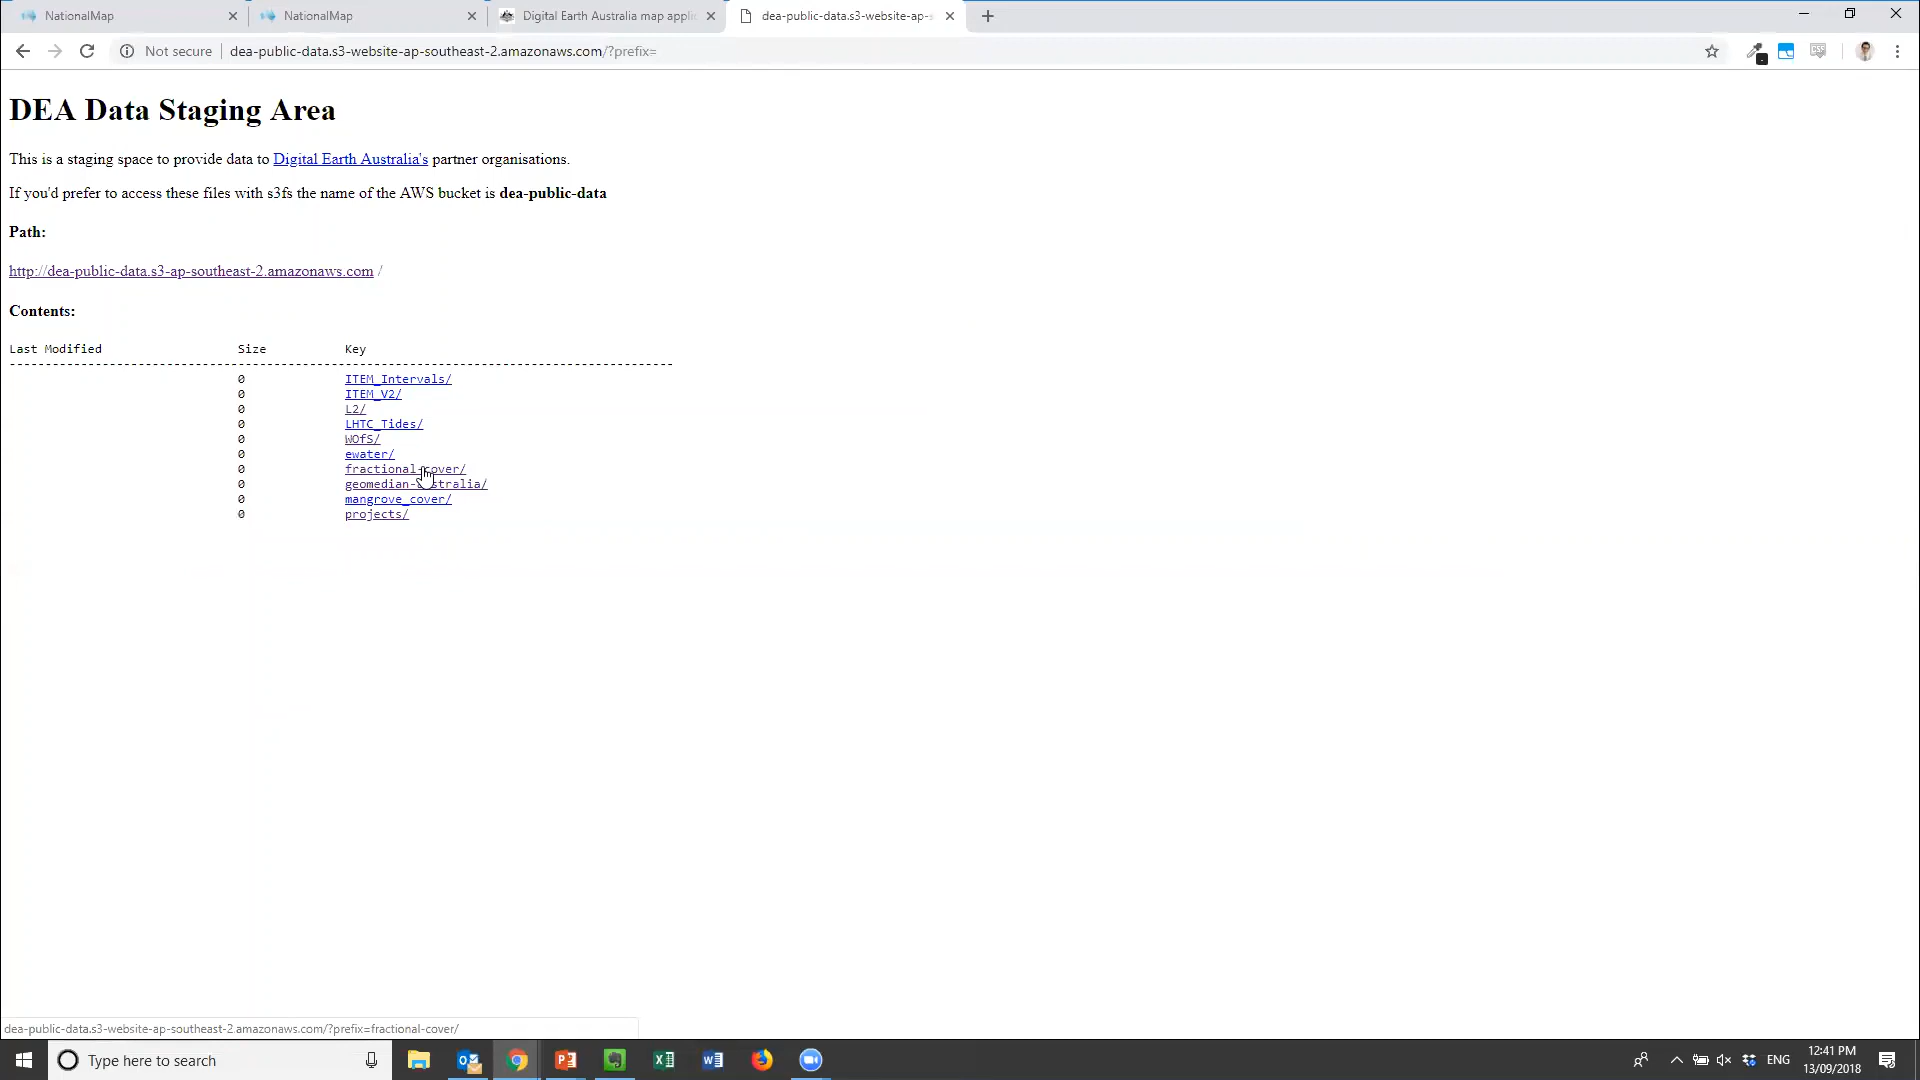 NationalMap
NationalMap
Digital Earth Australia map applic
dea-public-data.s3-website-ap-s
Not secure
dea-public-data.s3-website-ap-southeast-2.amazonaws.com/?prefix=
DEA Data Staging Area
This is a staging space to provide data to Digital Earth Australia's partner organisations.
If you'd prefer to access these files with s3fs the name of the AWS bucket is dea-public-data
Path:
http://dea-public-data.s3-ap-southeast-2.amazonaws.com /
Contents:
Last Modified Size Key
0 ITEM_Intervals/
0 ITEM_V2/
0 L2/
0 LHTC_Tides/
0 WOfS/
0 ewater/
0 fractional-cover/
0 geomedian-australia/
0 mangrove_cover/
0 projects/
dea-public-data.s3-website-ap-southeast-2.amazonaws.com/?prefix=fractional-cover/
Type here to search
ENG
12:41 PM
13/09/2018